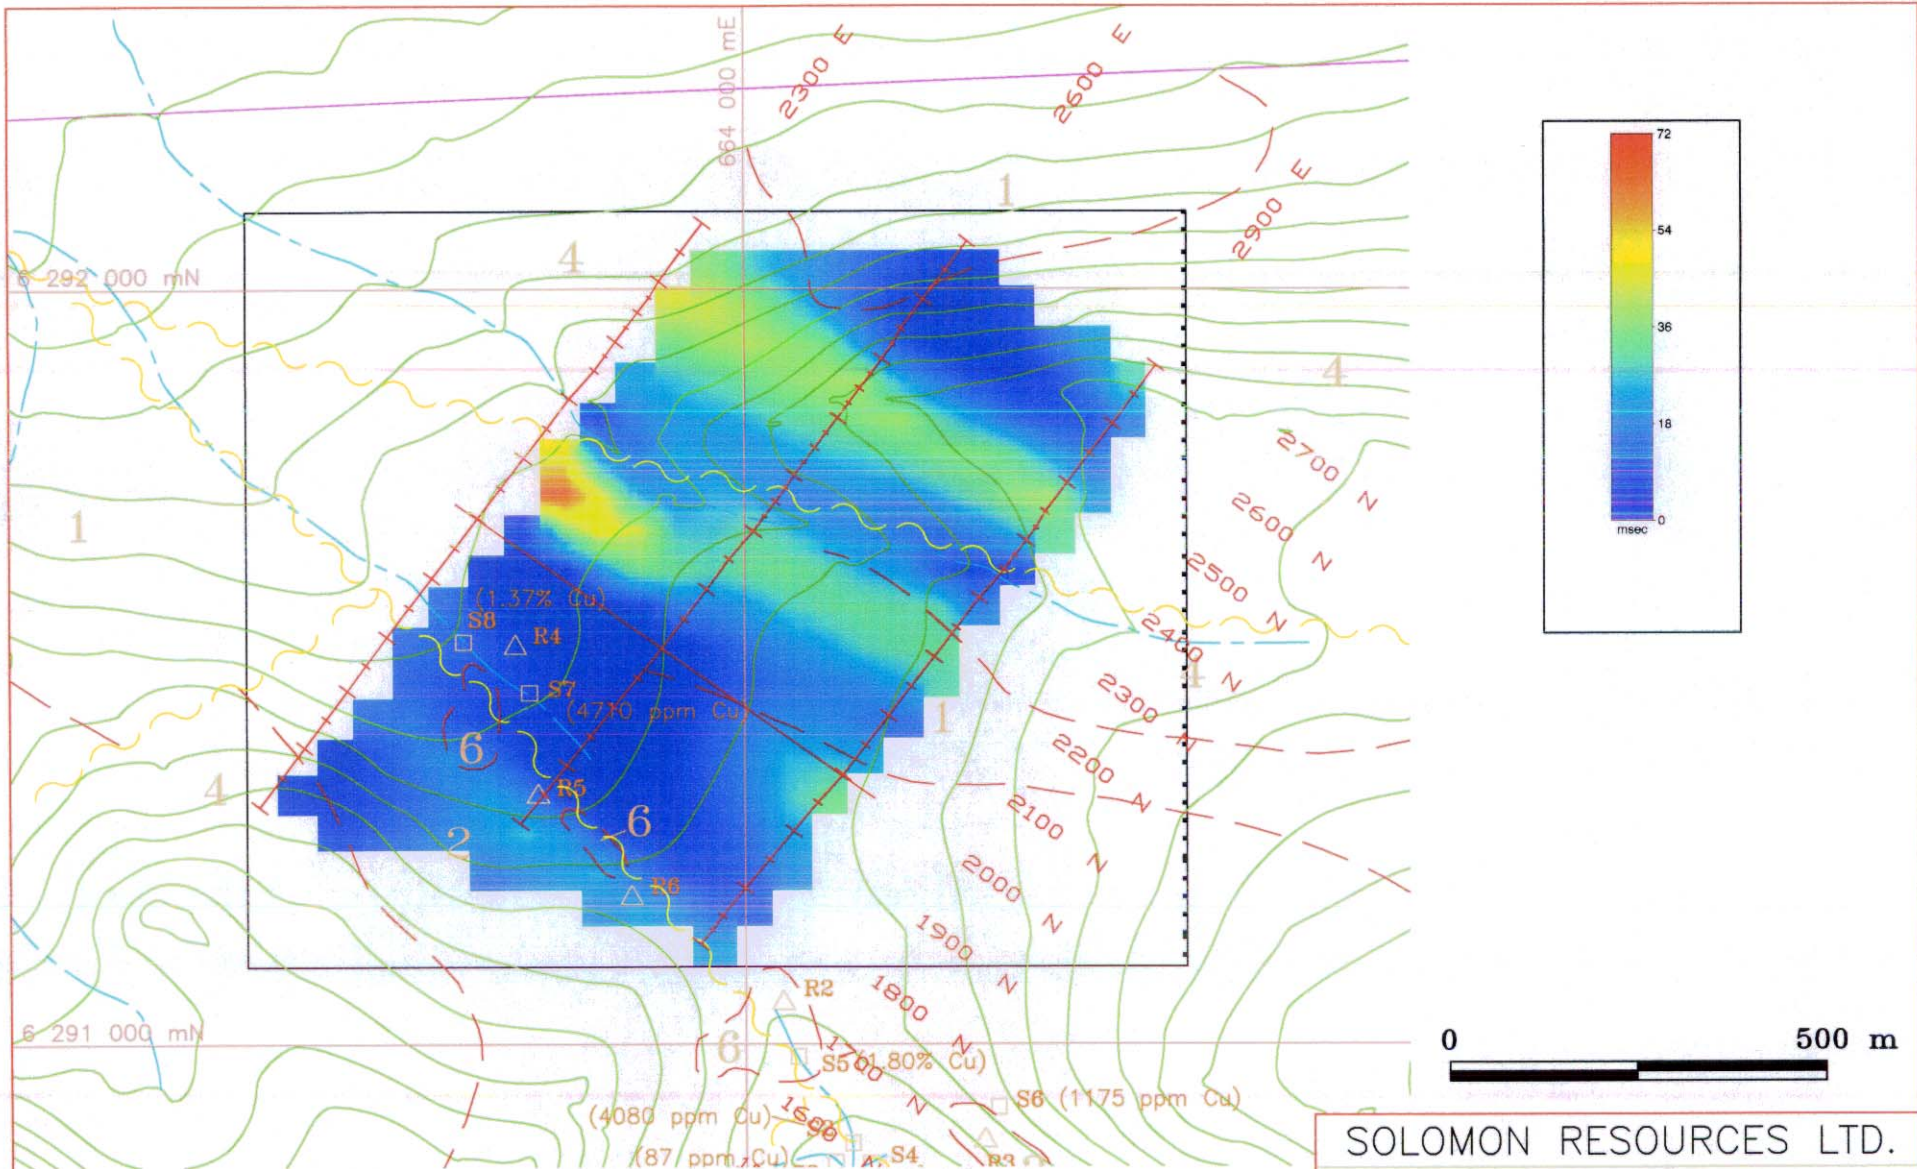 664 000 mE
2300 E
2600 E
2900 E
72
54
36
18
0
msec
1
4
6 292 000 mN
4
1
2700 N
2600 N
2500 N
2400 N
2300 N
2200 N
2100 N
2000 N
1900 N
1800 N
1700 N
1600 N
(1.37% Cu)
S8
R4
S7
(4710 ppm Cu)
4
1
6
4
R5
6
2
R6
R2
6 291 000 mN
6
S5 (1.80% Cu)
S6 (1175 ppm Cu)
(4080 ppm Cu)
(87 ppm Cu)
S4
R3
0 500 m
SOLOMON RESOURCES LTD.